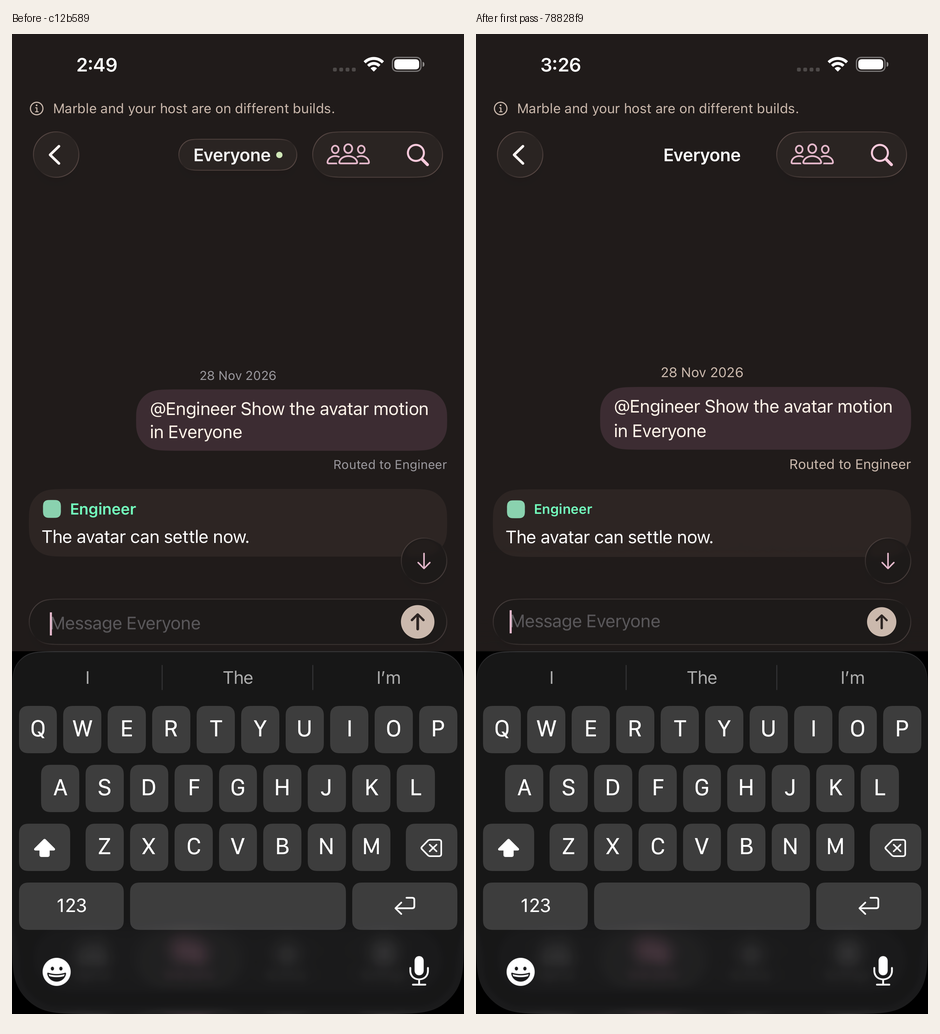 Before - c12b589
2:49
Marble and your host are on different builds.
Everyone
28 Nov 2026
@Engineer Show the avatar motion
in Everyone
Routed to Engineer
Engineer
The avatar can settle now.
Message Everyone
I The I'm
Q W E R T Y U I O P
A S D F G H J K L
Z X C V B N M
123
After first pass - 78828f9
3:26
Marble and your host are on different builds.
Everyone
28 Nov 2026
@Engineer Show the avatar motion
in Everyone
Routed to Engineer
Engineer
The avatar can settle now.
Message Everyone
I The I'm
Q W E R T Y U I O P
A S D F G H J K L
Z X C V B N M
123